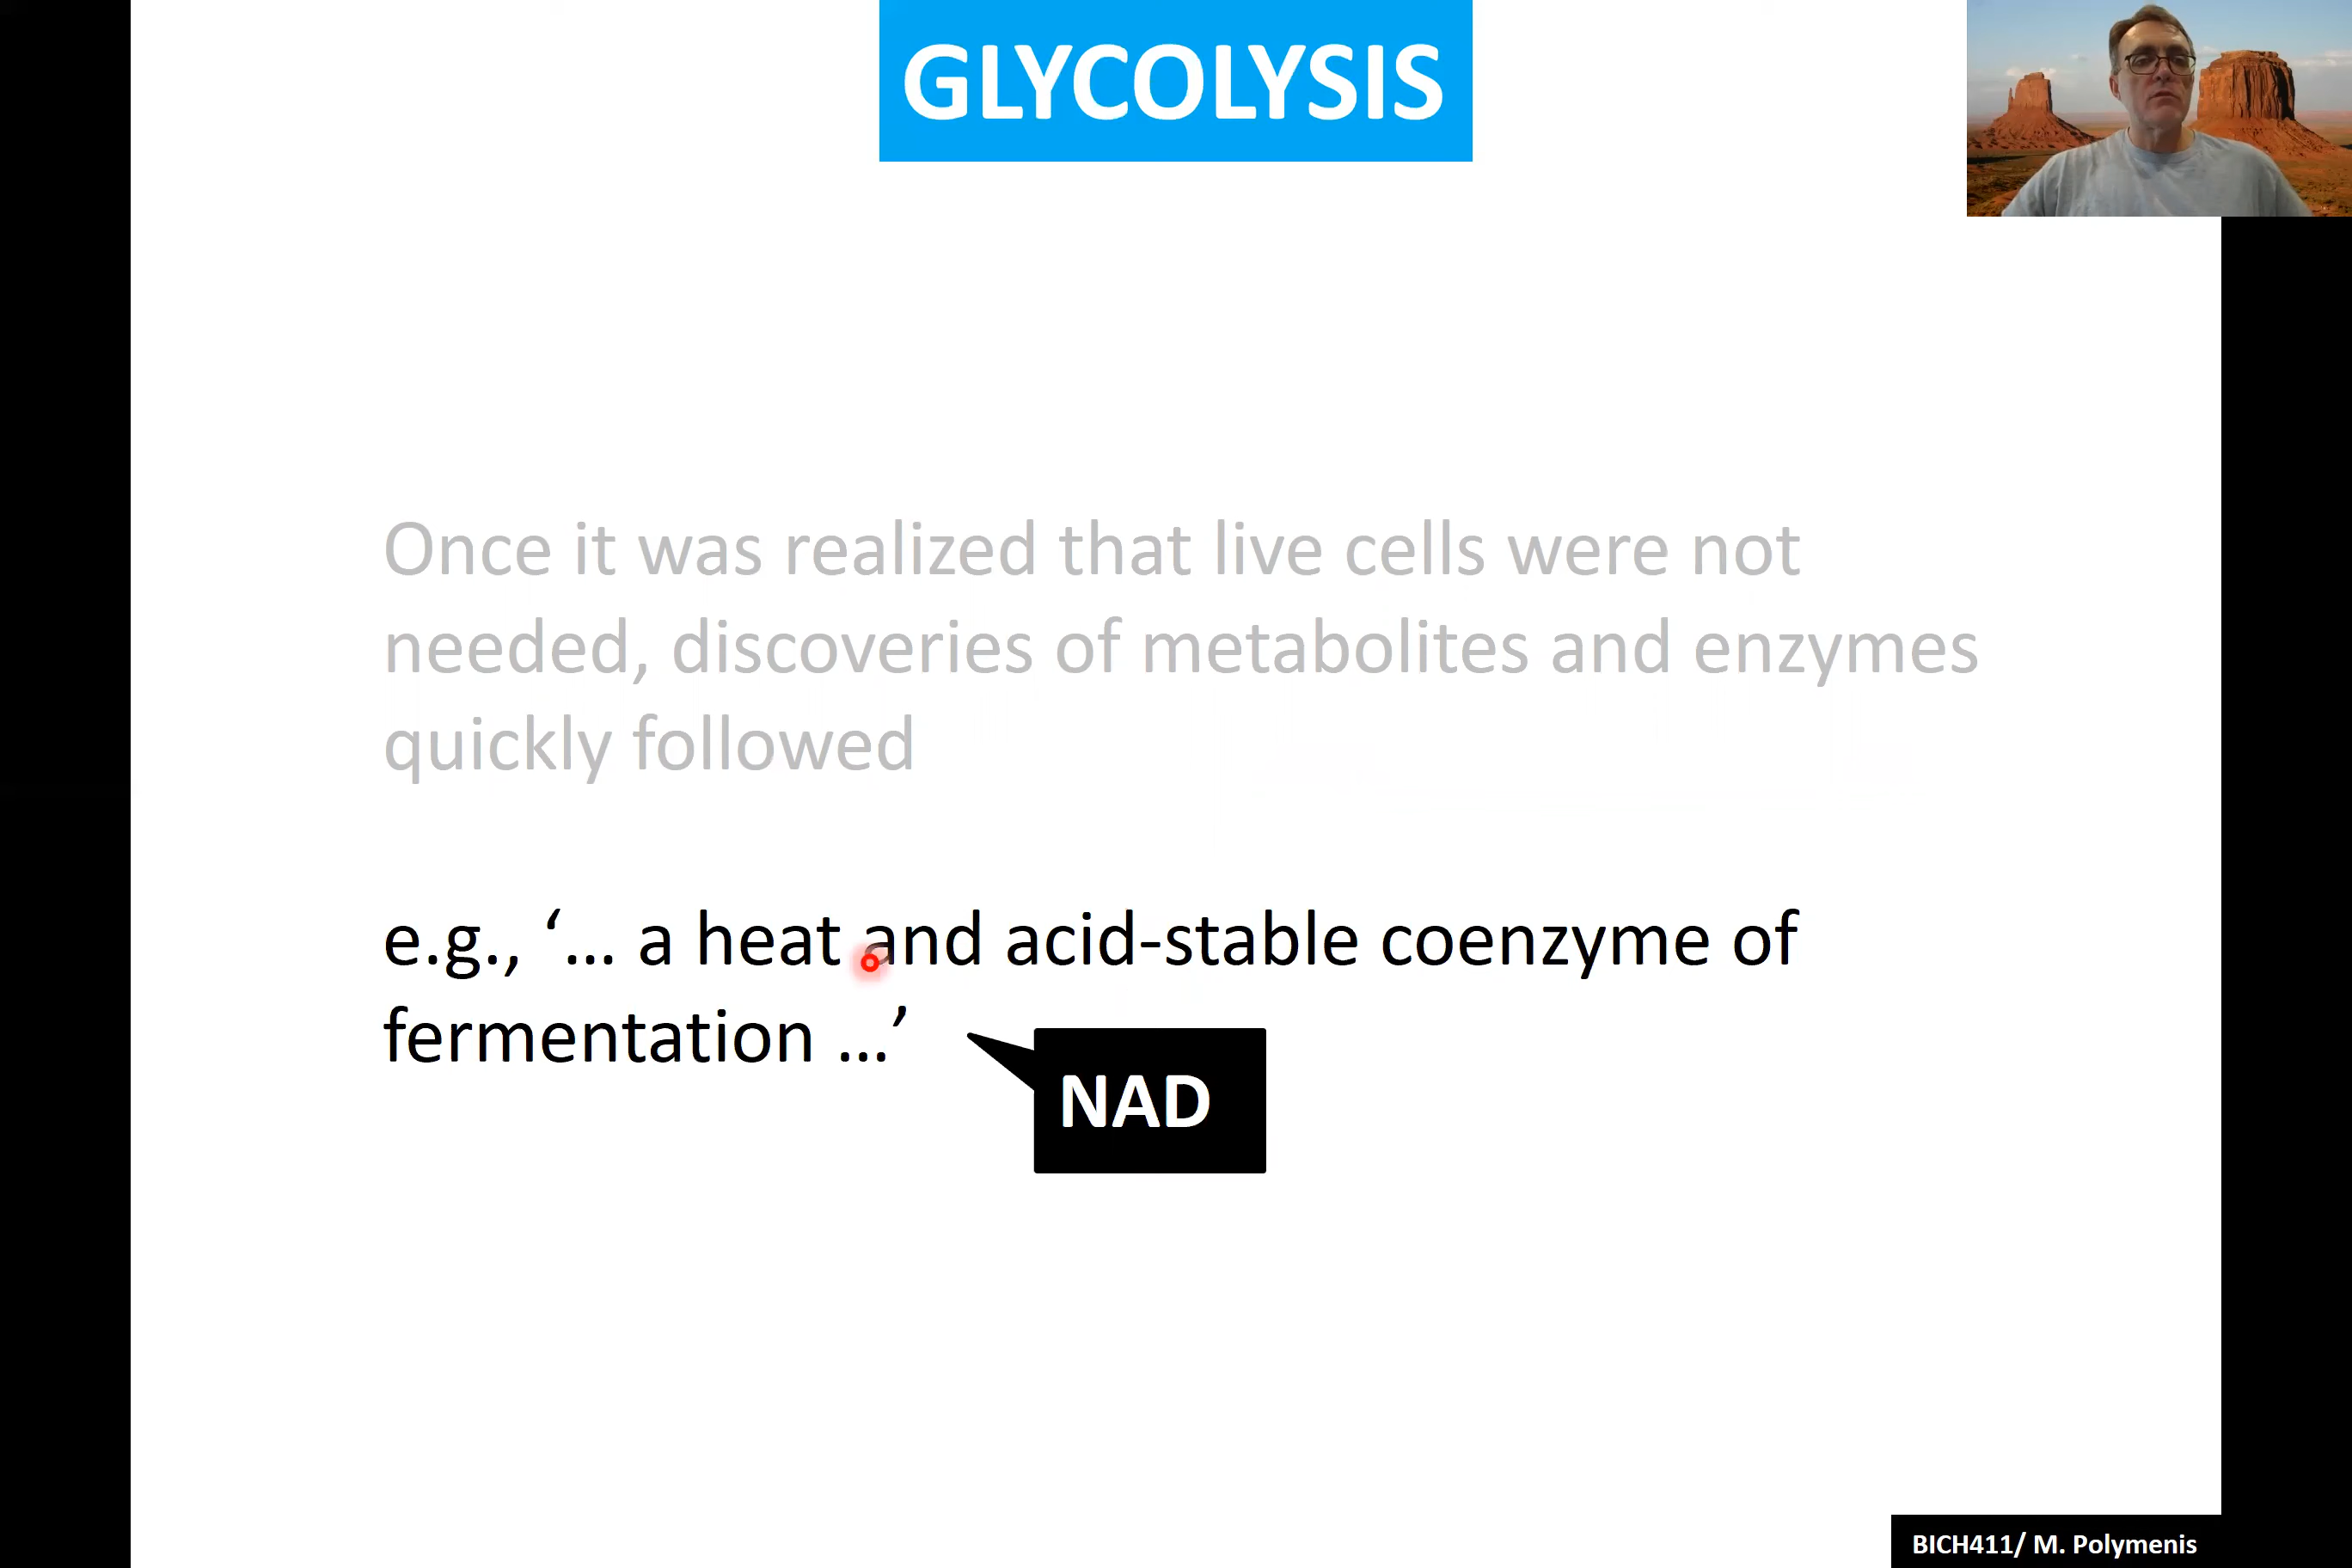 GLYCOLYSIS
Once it was realized that live cells were not
needed, discoveries of metabolites and enzymes
quickly followed
e.g., ‘… a heat and acid-stable coenzyme of
fermentation …’
NAD
BICH411/ M. Polymenis